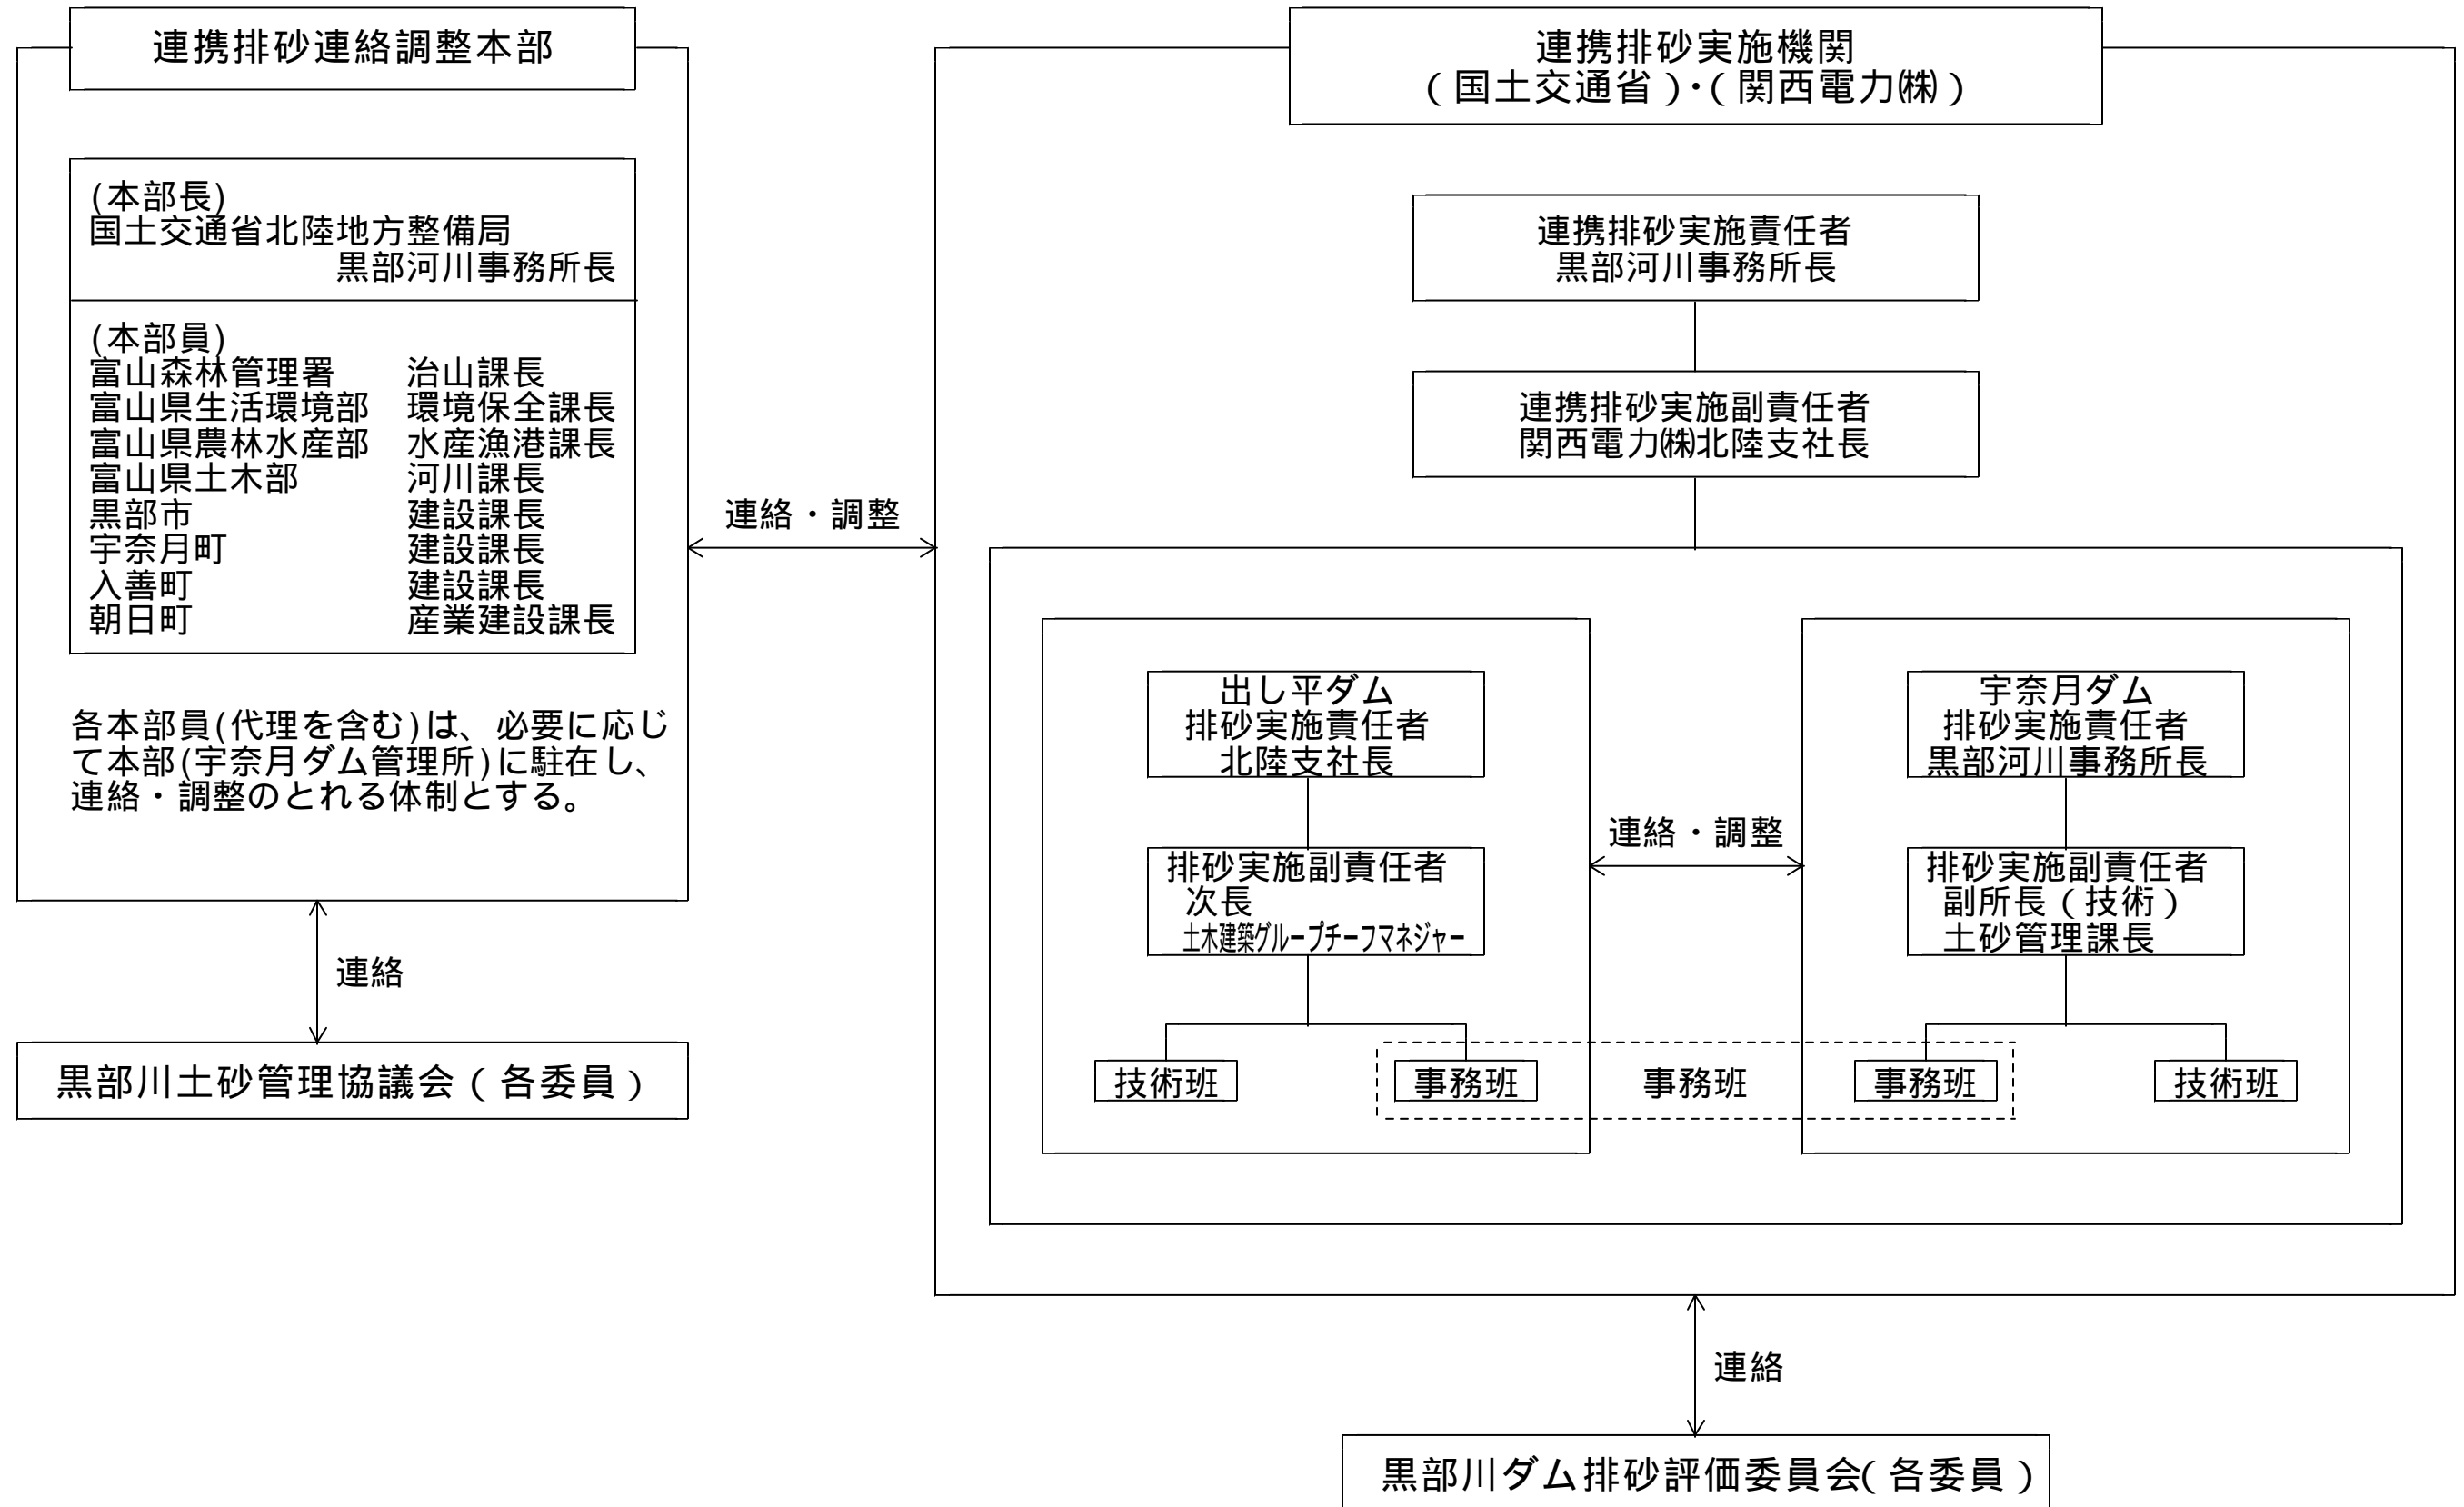 連携排砂連絡調整本部
(本部長)
国土交通省北陸地方整備局
黒部河川事務所長
(本部員)
富山森林管理署 治山課長
富山県生活環境部 環境保全課長
富山県農林水産部 水産漁港課長
富山県土木部 河川課長
黒部市 建設課長
宇奈月町 建設課長
入善町 建設課長
朝日町 産業建設課長
各本部員(代理を含む)は、必要に応じ
て本部(宇奈月ダム管理所)に駐在し、
連絡・調整のとれる体制とする。
連絡
黒部川土砂管理協議会(各委員)
連絡・調整
連携排砂実施機関
(国土交通省)・(関西電力㈱)
連携排砂実施責任者
黒部河川事務所長
連携排砂実施副責任者
関西電力㈱北陸支社長
出し平ダム
排砂実施責任者
北陸支社長
排砂実施副責任者
次長
土木建築グループチーフマネジャー
技術班
事務班
連絡・調整
事務班
宇奈月ダム
排砂実施責任者
黒部河川事務所長
排砂実施副責任者
副所長(技術)
土砂管理課長
事務班
技術班
連絡
黒部川ダム排砂評価委員会(各委員)